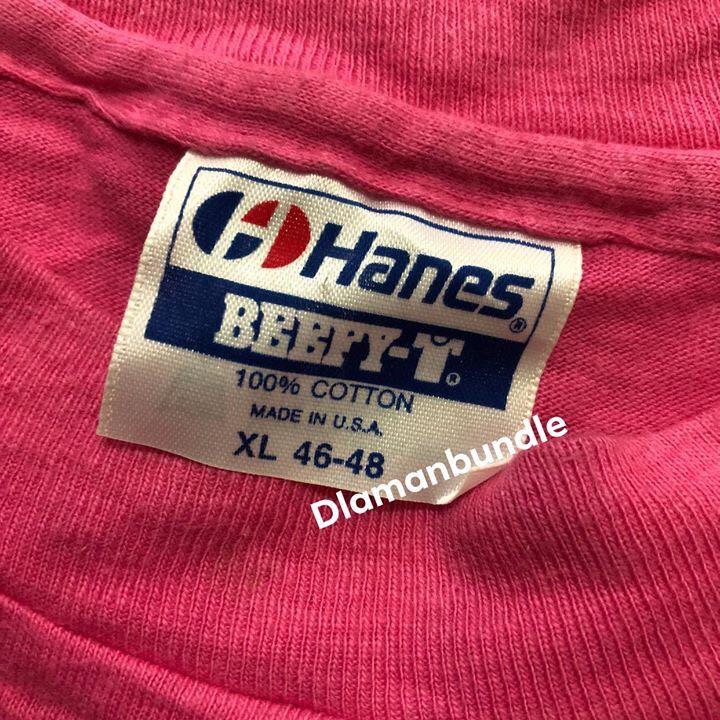 Hanes®
BEEFY-T®
100% COTTON
MADE IN U.S.A.
XL 46-48
Dlamanbundle